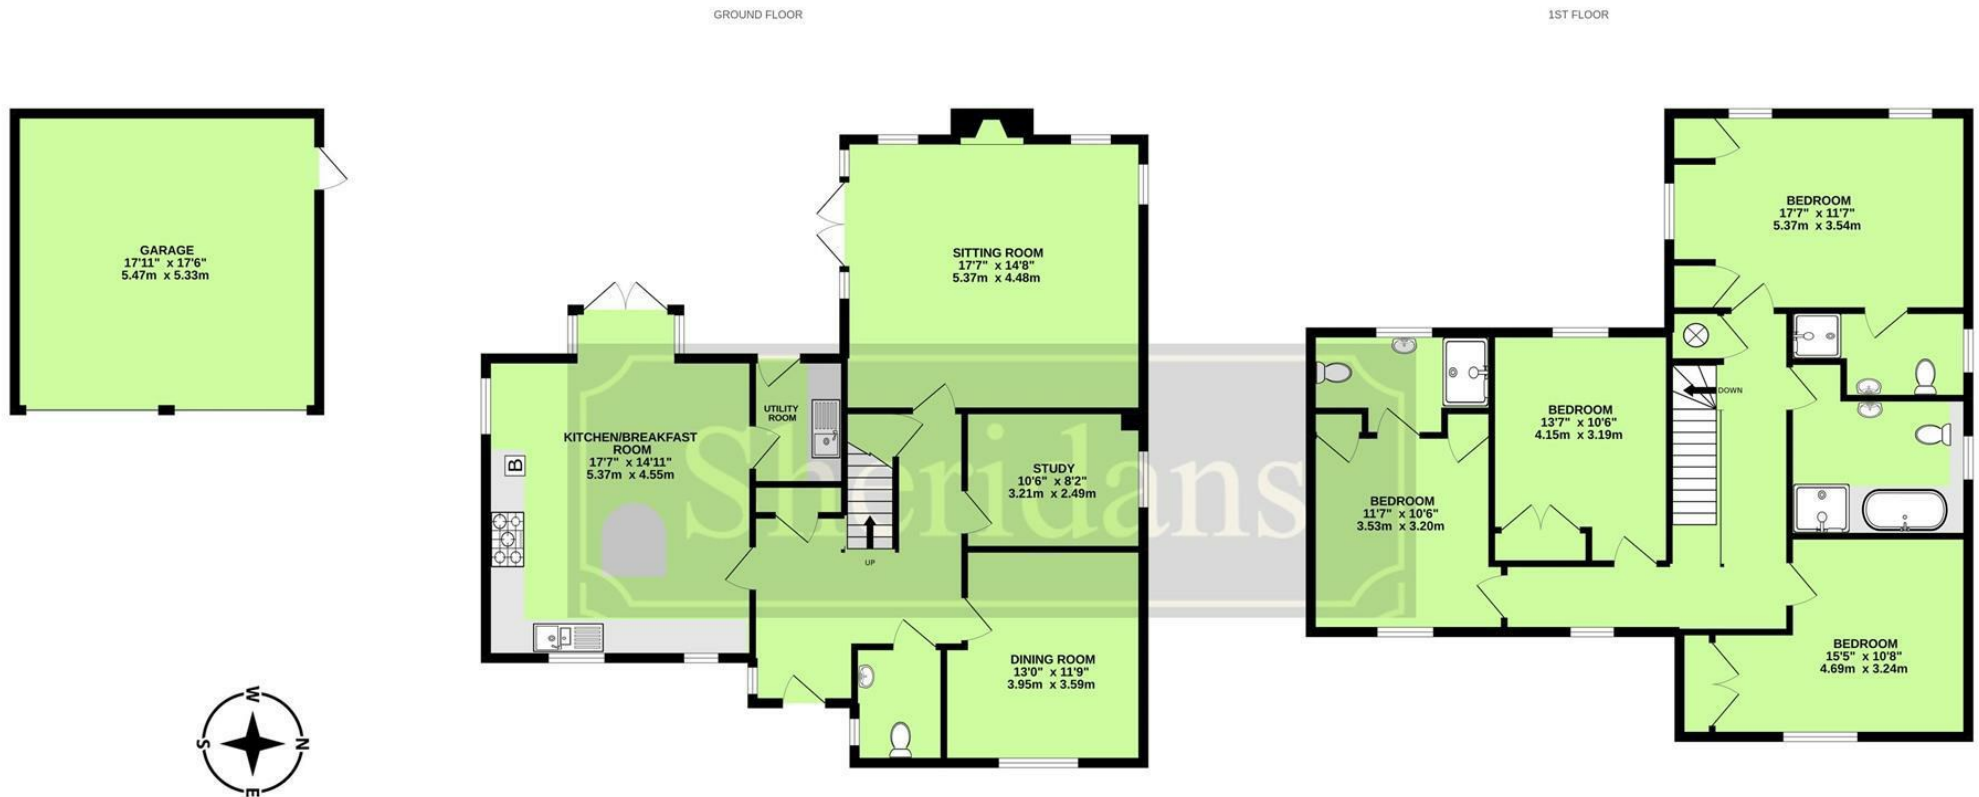 GROUND FLOOR
1ST FLOOR
GARAGE
17'11" x 17'6"
5.47m x 5.33m
SITTING ROOM
17'7" x 14'8"
5.37m x 4.48m
KITCHEN/BREAKFAST
ROOM
17'7" x 14'11"
5.37m x 4.55m
B
UTILITY
ROOM
STUDY
10'6" x 8'2"
3.21m x 2.49m
UP
DINING ROOM
13'0" x 11'9"
3.95m x 3.59m
Sheridans
BEDROOM
17'7" x 11'7"
5.37m x 3.54m
DOWN
BEDROOM
13'7" x 10'6"
4.15m x 3.19m
BEDROOM
11'7" x 10'6"
3.53m x 3.20m
BEDROOM
15'5" x 10'8"
4.69m x 3.24m
W
S
N
E